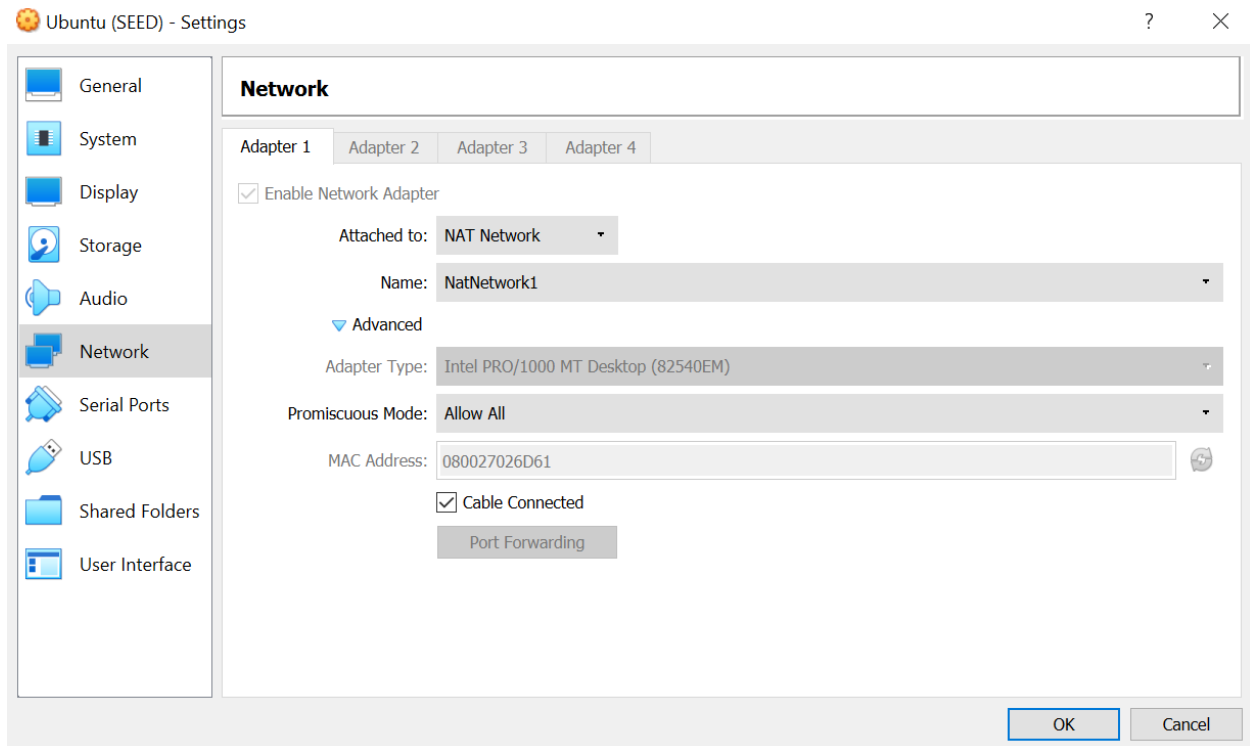 Ubuntu (SEED) - Settings
?
General
System
Display
Storage
Audio
Network
Serial Ports
USB
Shared Folders
User Interface
Network
Adapter 1 Adapter 2 Adapter 3 Adapter 4
Enable Network Adapter
Attached to: NAT Network
Name: NatNetwork1
Advanced
Adapter Type: Intel PRO/1000 MT Desktop (82540EM)
Promiscuous Mode: Allow All
MAC Address: 080027026D61
Cable Connected
Port Forwarding
OK Cancel